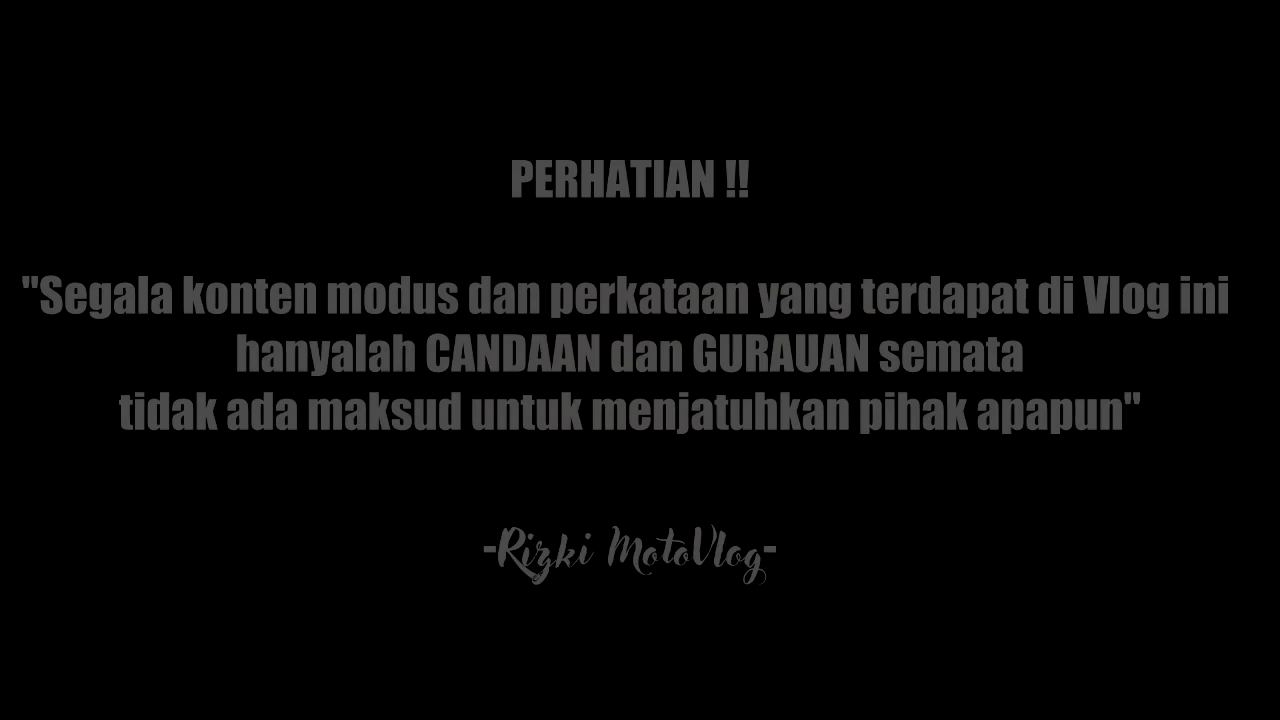 PERHATIAN !!
"Segala konten modus dan perkataan yang terdapat di Vlog ini
hanyalah CANDAAN dan GURAUAN semata
tidak ada maksud untuk menjatuhkan pihak apapun"
-Rizki MotoVlog-